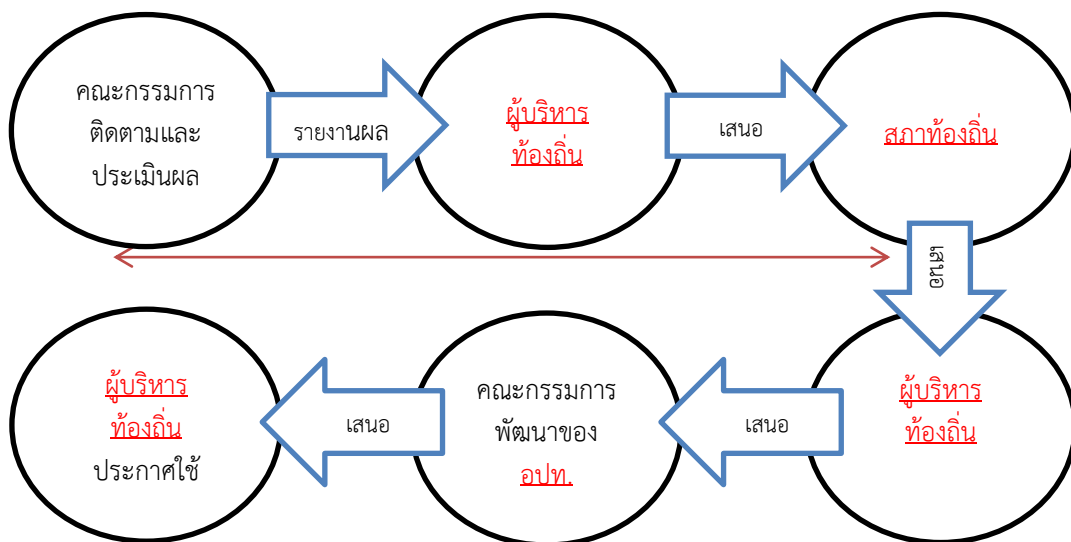 คณะกรรมการ
ติดตามและ
ประเมินผล
รายงานผล
ผู้บริหาร
ท้องถิ่น
เสนอ
สภาท้องถิ่น
เสนอ
ผู้บริหาร
ท้องถิ่น
เสนอ
คณะกรรมการ
พัฒนาของ
อปท.
เสนอ
ผู้บริหาร
ท้องถิ่น
ประกาศใช้